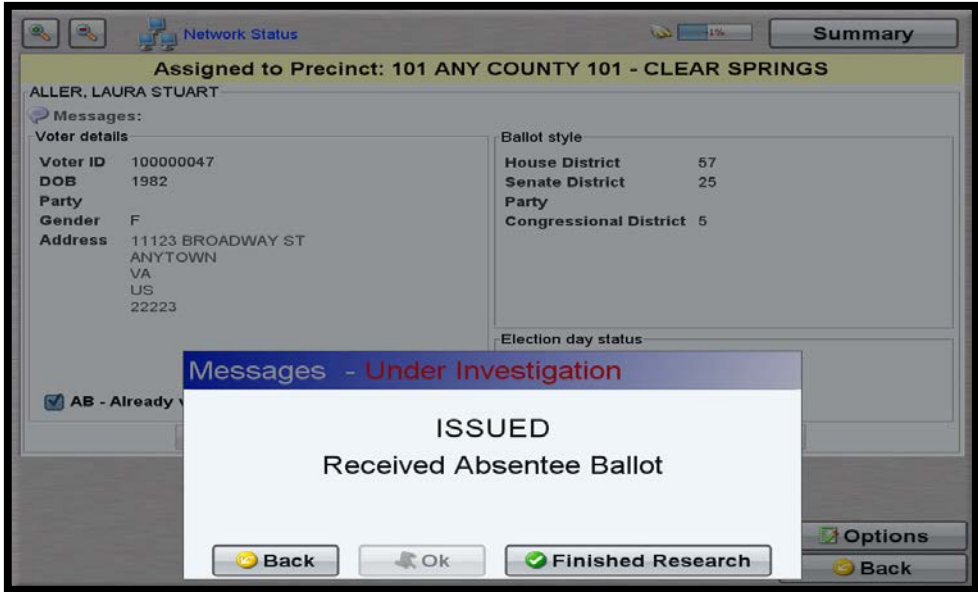 Network Status
1%
Summary
Assigned to Precinct: 101 ANY COUNTY 101 - CLEAR SPRINGS
ALLER, LAURA STUART
Messages:
Voter details
Voter ID 100000047
DOB 1982
Party
Gender F
Address 11123 BROADWAY ST
ANYTOWN
VA
US
22223
AB - Already
Ballot style
House District 57
Senate District 25
Party
Congressional District 5
Election day status
Messages - Under Investigation
ISSUED
Received Absentee Ballot
Back
Ok
Finished Research
Options
Back